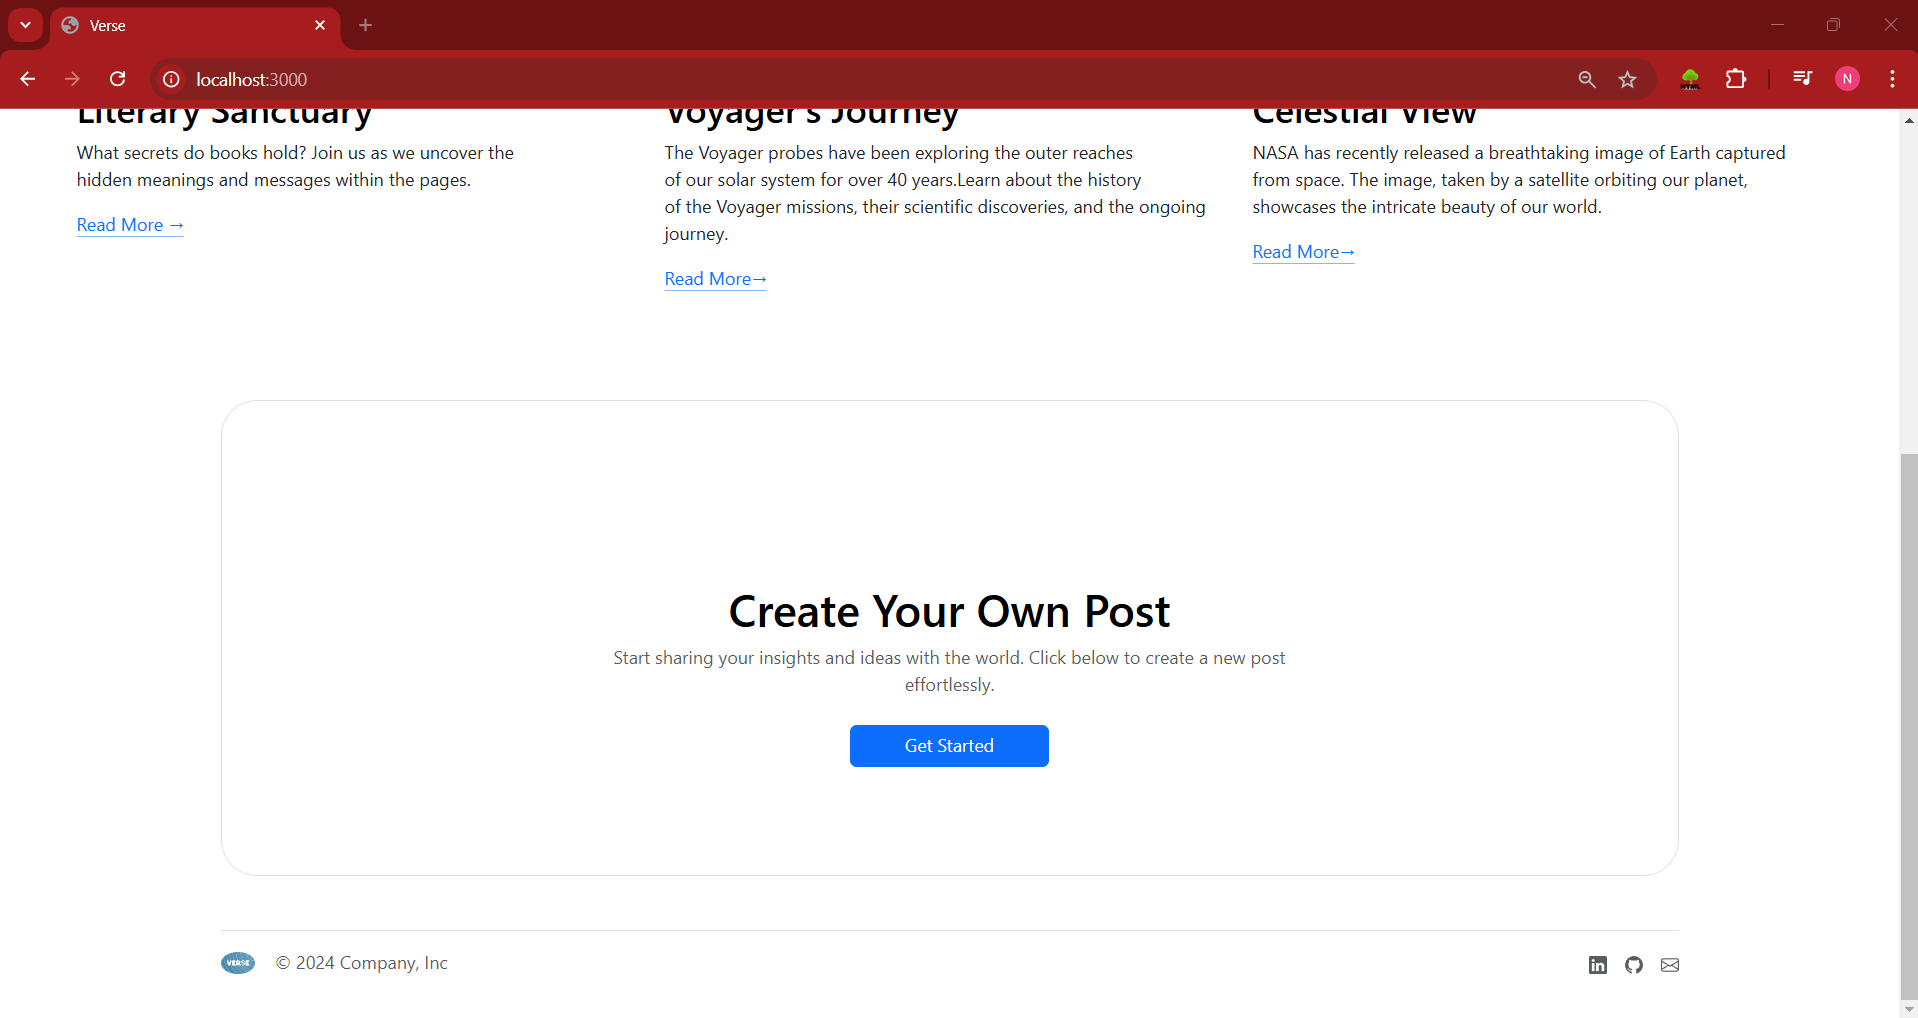 Verse
localhost:3000
N
Literary Sanctuary
What secrets do books hold? Join us as we uncover the
hidden meanings and messages within the pages.
Read More →
Voyager's Journey
The Voyager probes have been exploring the outer reaches
of our solar system for over 40 years.Learn about the history
of the Voyager missions, their scientific discoveries, and the ongoing
journey.
Read More→
Celestial View
NASA has recently released a breathtaking image of Earth captured
from space. The image, taken by a satellite orbiting our planet,
showcases the intricate beauty of our world.
Read More→
Create Your Own Post
Start sharing your insights and ideas with the world. Click below to create a new post
effortlessly.
Get Started
VERSE
© 2024 Company, Inc
in